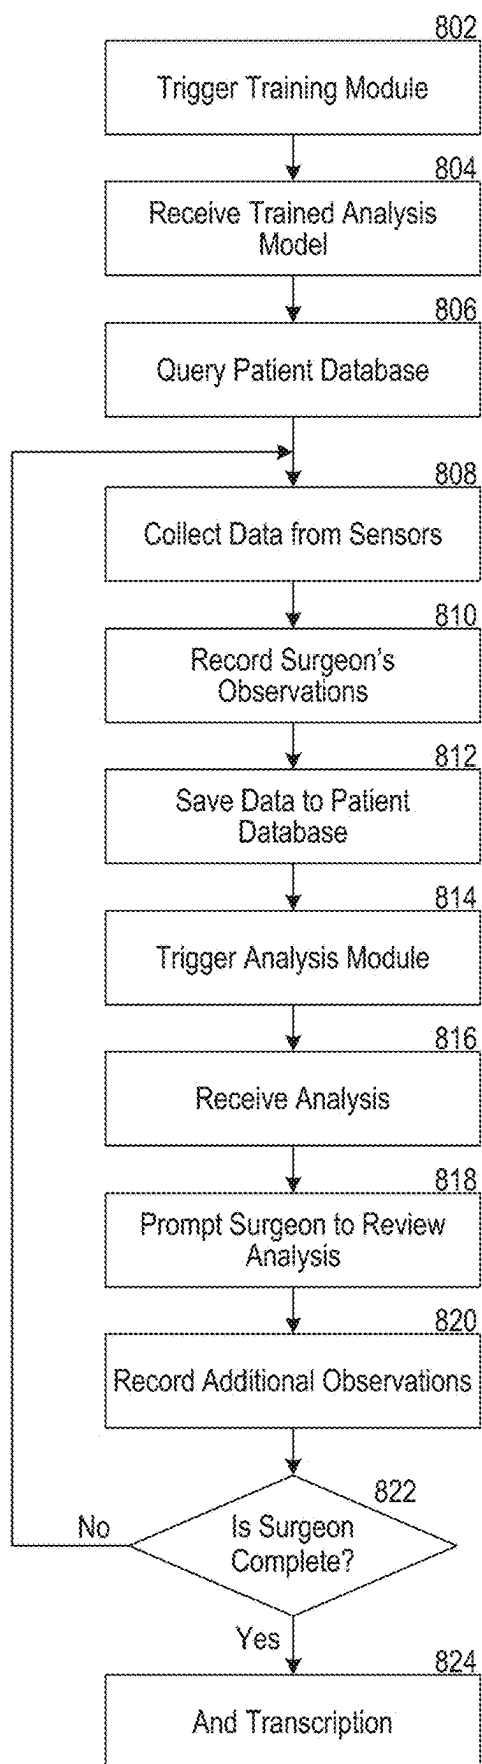 802
Trigger Training Module
804
Receive Trained Analysis
Model
806
Query Patient Database
808
Collect Data from Sensors
810
Record Surgeon's
Observations
812
Save Data to Patient
Database
814
Trigger Analysis Module
816
Receive Analysis
818
Prompt Surgeon to Review
Analysis
820
Record Additional Observations
822
Is Surgeon
Complete?
No
Yes
824
And Transcription